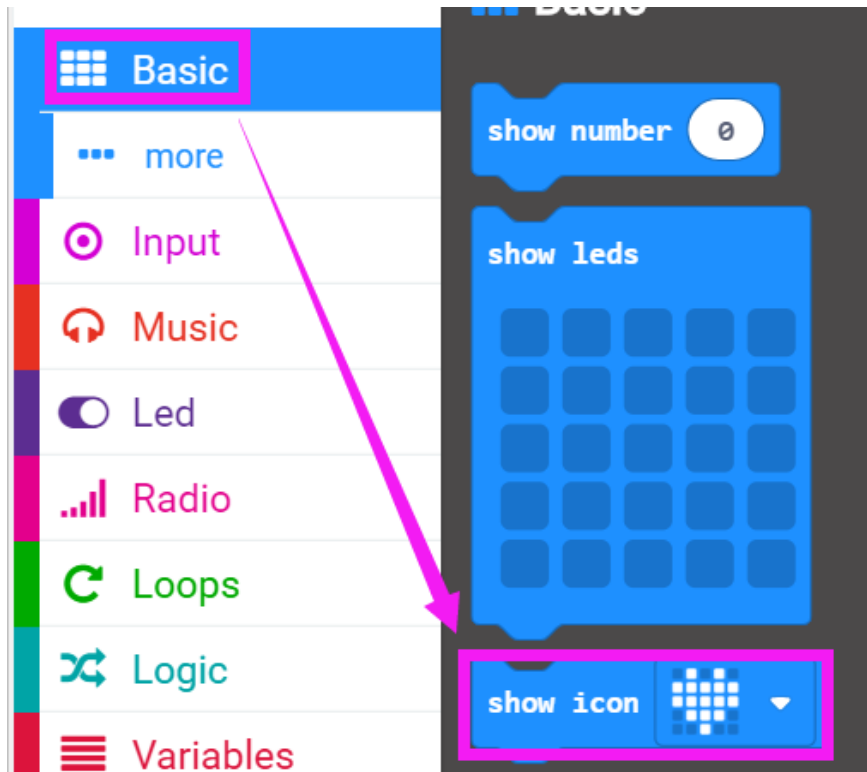 Basic
more
Input
Music
Led
Radio
Loops
Logic
Variables
Basic
show number 0
show leds
show icon